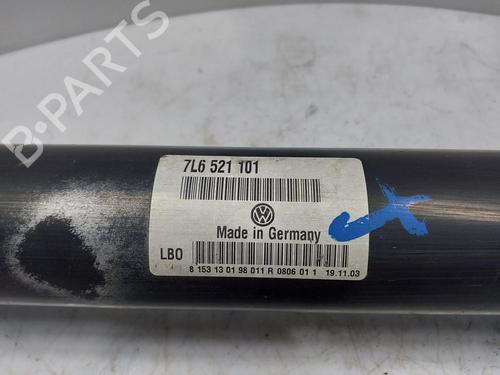 B-PARTS
7L6 521 101
Made in Germany
LBO
8 153 13 01 98 011 R 0806 01 1 19.11.03